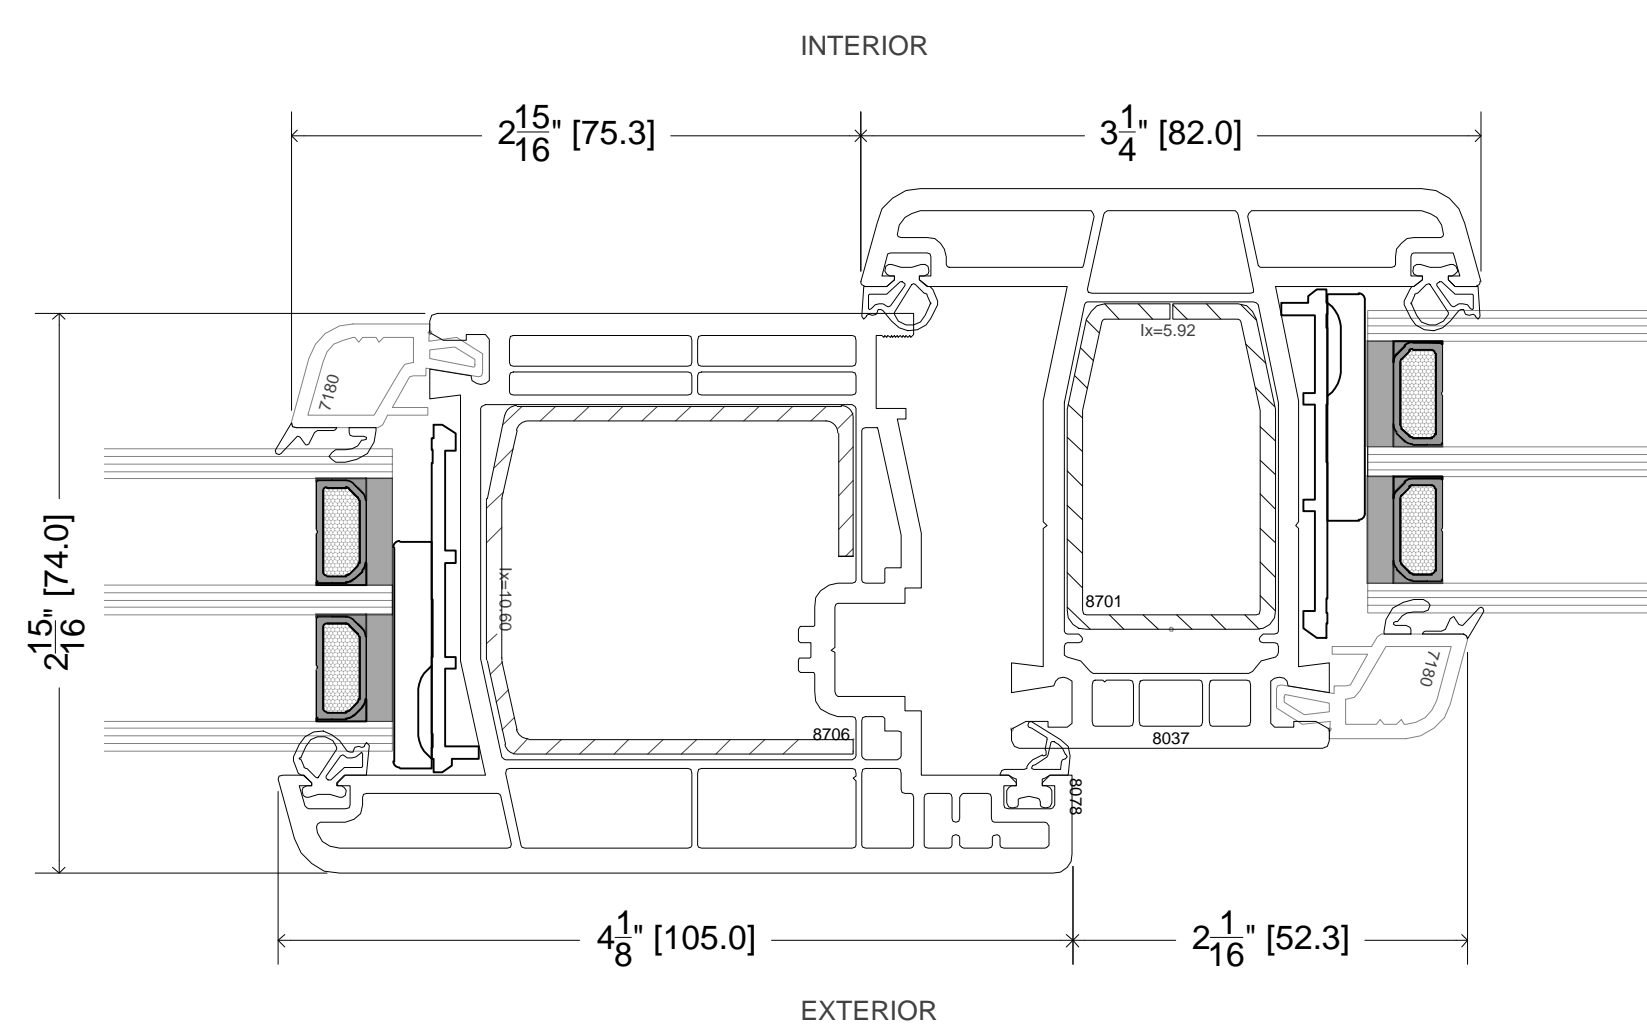 INTERIOR
2 15/16" [75.3]
3 1/4" [82.0]
Ix=5.92
7180
2 15/16" [74.0]
Ix=10.60
8701
7180
8706
8037
8078
4 1/8" [105.0]
2 1/16" [52.3]
EXTERIOR